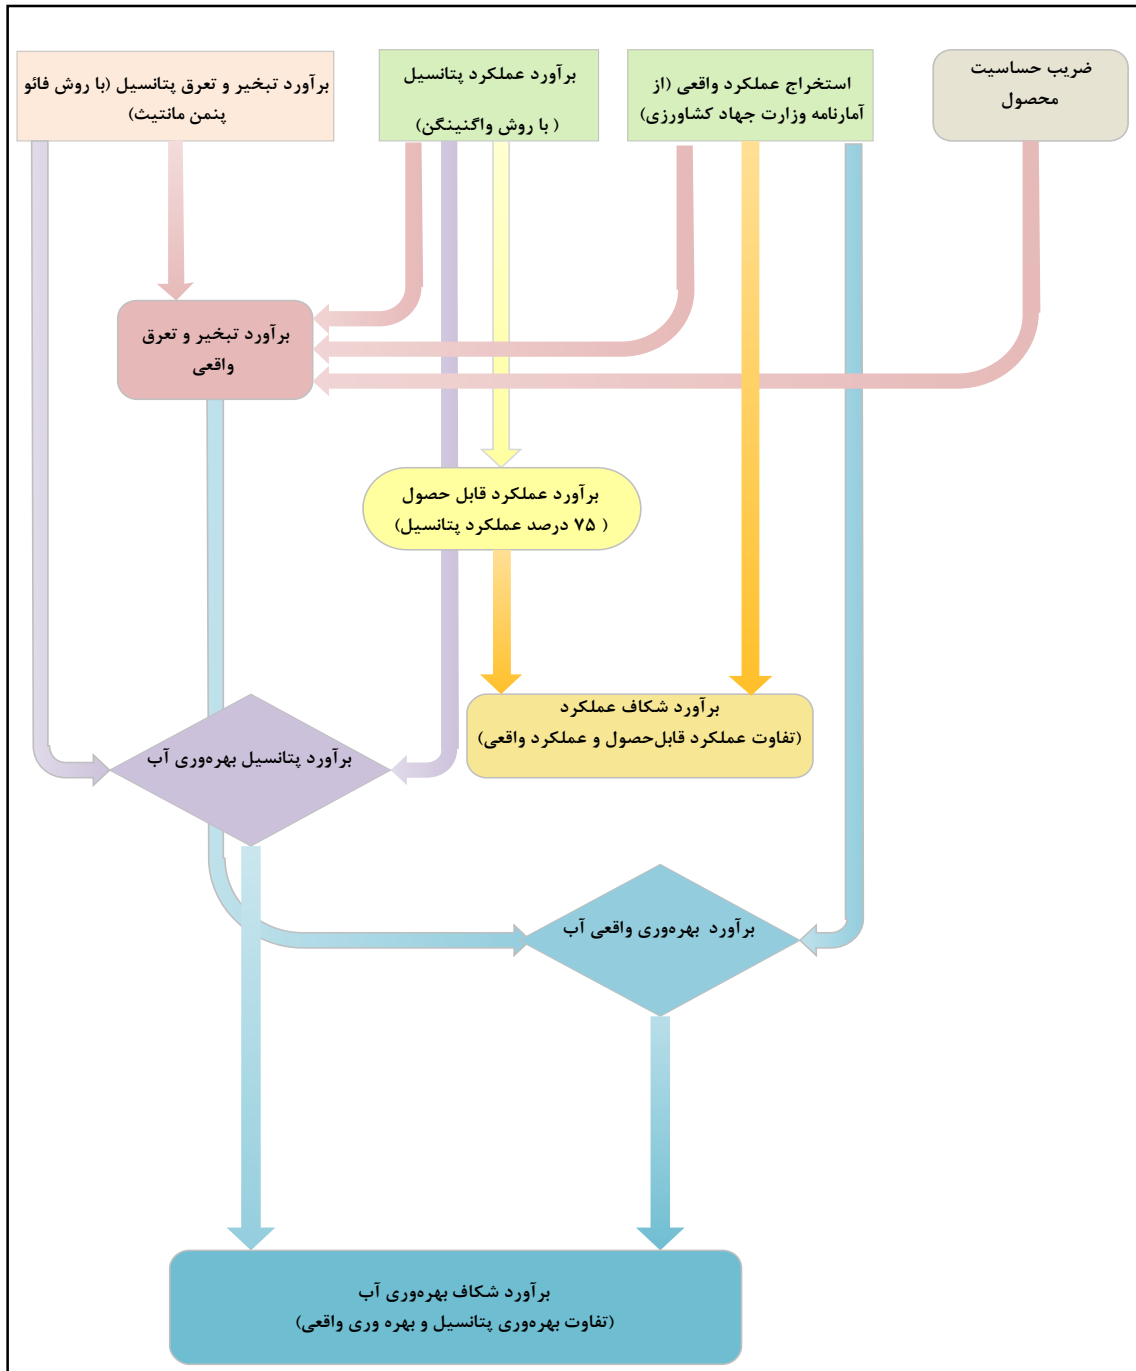 ضریب حساسیت
محصول
استخراج عملکرد واقعی (از
آمارنامه وزارت جهاد کشاورزی)
برآورد عملکرد پتانسیل
( با روش واگنینگن)
برآورد تبخیر و تعرق پتانسیل (با روش فائو
پنمن مانتیث)
برآورد تبخیر و تعرق
واقعی
برآورد عملکرد قابل حصول
( ۷۵ درصد عملکرد پتانسیل)
برآورد شکاف عملکرد
(تفاوت عملکرد قابل‌حصول و عملکرد واقعی)
برآورد پتانسیل بهره‌وری آب
برآورد بهره‌وری واقعی آب
برآورد شکاف بهره‌وری آب
(تفاوت بهره‌وری پتانسیل و بهره وری واقعی)